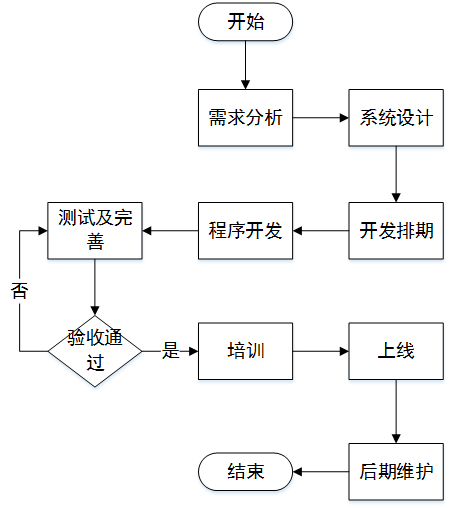 开始
需求分析
系统设计
开发排期
程序开发
测试及完
善
否
验收通
过
是
培训
上线
后期维护
结束